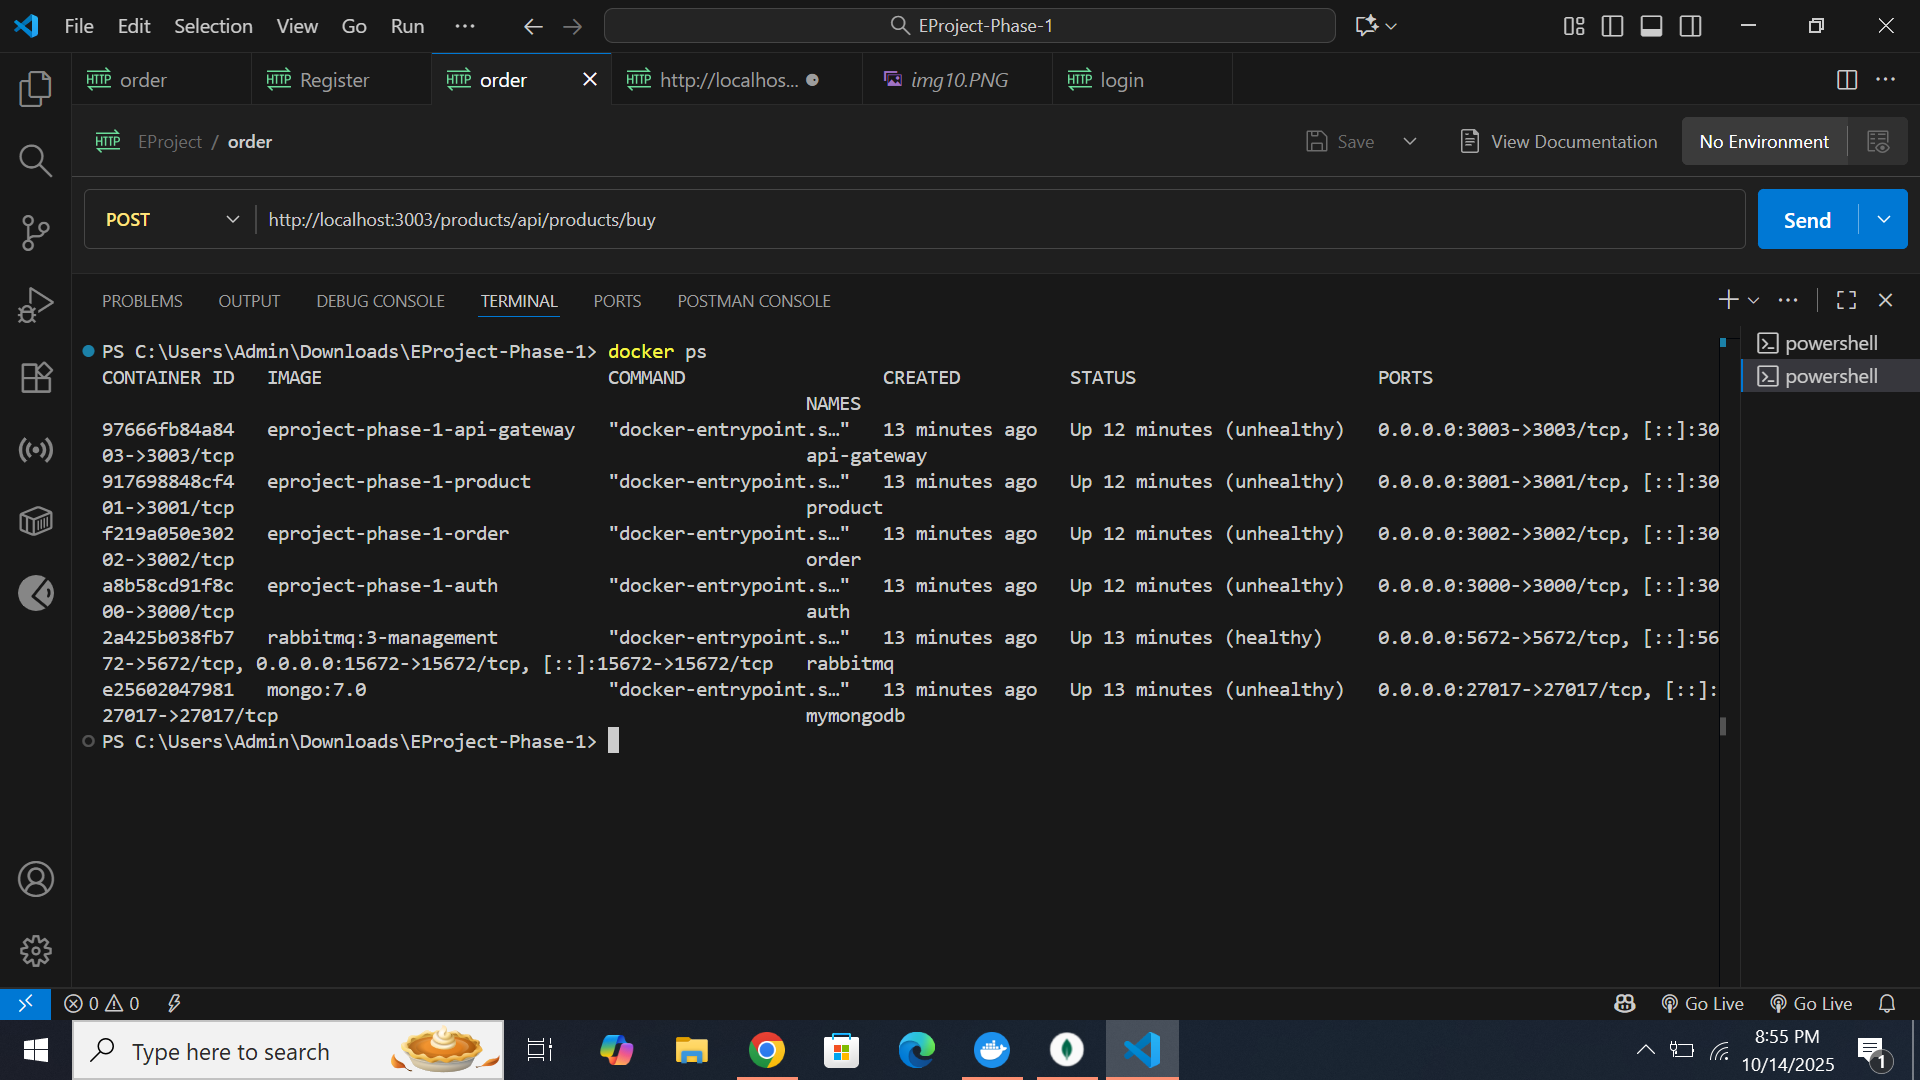 File Edit Selection View Go Run ··· EProject-Phase-1
order Register order http://localhos... img10.PNG login
EProject / order Save View Documentation No Environment
POST http://localhost:3003/products/api/products/buy Send
PROBLEMS OUTPUT DEBUG CONSOLE TERMINAL PORTS POSTMAN CONSOLE
PS C:\Users\Admin\Downloads\EProject-Phase-1> docker ps
CONTAINER ID IMAGE COMMAND CREATED STATUS PORTS
NAMES
97666fb84a84 eproject-phase-1-api-gateway "docker-entrypoint.s…" 13 minutes ago Up 12 minutes (unhealthy) 0.0.0.0:3003->3003/tcp, [::]:30
03->3003/tcp api-gateway
917698848cf4 eproject-phase-1-product "docker-entrypoint.s…" 13 minutes ago Up 12 minutes (unhealthy) 0.0.0.0:3001->3001/tcp, [::]:30
01->3001/tcp product
f219a050e302 eproject-phase-1-order "docker-entrypoint.s…" 13 minutes ago Up 12 minutes (unhealthy) 0.0.0.0:3002->3002/tcp, [::]:30
02->3002/tcp order
a8b58cd91f8c eproject-phase-1-auth "docker-entrypoint.s…" 13 minutes ago Up 12 minutes (unhealthy) 0.0.0.0:3000->3000/tcp, [::]:30
00->3000/tcp auth
2a425b038fb7 rabbitmq:3-management "docker-entrypoint.s…" 13 minutes ago Up 13 minutes (healthy) 0.0.0.0:5672->5672/tcp, [::]:56
72->5672/tcp, 0.0.0.0:15672->15672/tcp, [::]:15672->15672/tcp rabbitmq
e25602047981 mongo:7.0 "docker-entrypoint.s…" 13 minutes ago Up 13 minutes (unhealthy) 0.0.0.0:27017->27017/tcp, [::]:
27017->27017/tcp mymongodb
PS C:\Users\Admin\Downloads\EProject-Phase-1>
powershell
powershell
0 0 Go Live Go Live
Type here to search
8:55 PM
10/14/2025
1